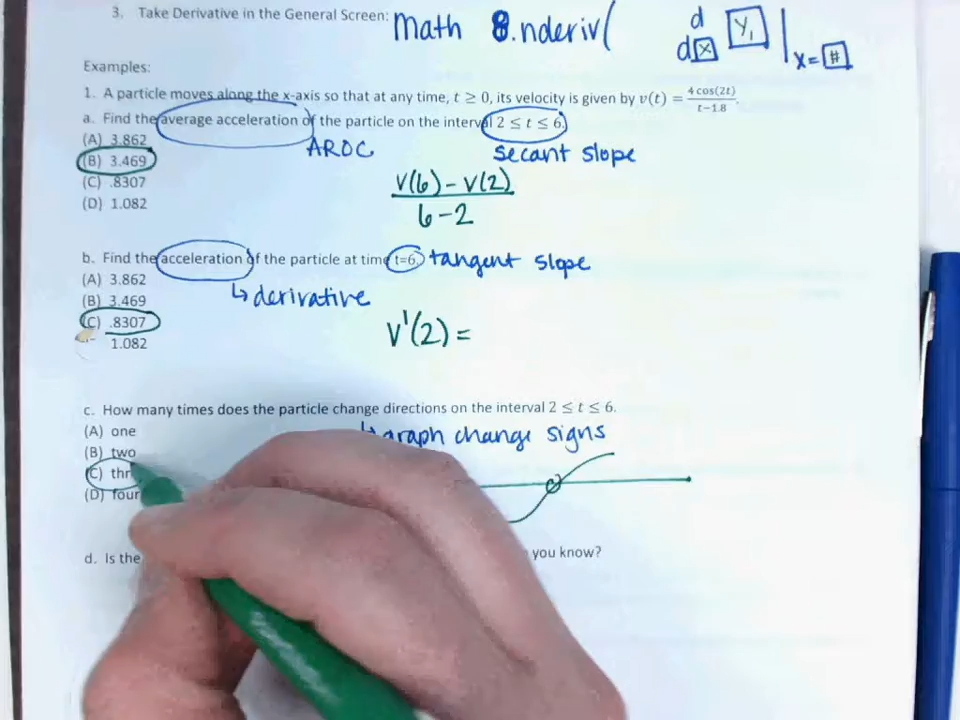 3. Take Derivative in the General Screen: Math 8.nderiv( d/d[x] [Y₁] | x=[#]
Examples:
1. A particle moves along the x-axis so that at any time, t ≥ 0, its velocity is given by v(t) = 4 cos(2t)/t−1.8.
a. Find the average acceleration of the particle on the interval 2 ≤ t ≤ 6.
(A) 3.862 AROC secant slope
(B) 3.469 v(6)-v(2)
(C) .8307 6-2
(D) 1.082
b. Find the acceleration of the particle at time t=6. tangent slope
(A) 3.862
(B) 3.469 ↳ derivative
(C) .8307 v'(2) =
1.082
c. How many times does the particle change directions on the interval 2 ≤ t ≤ 6.
(A) one graph change signs
(B) two
(C) thr
(D) four
d. Is the you know?